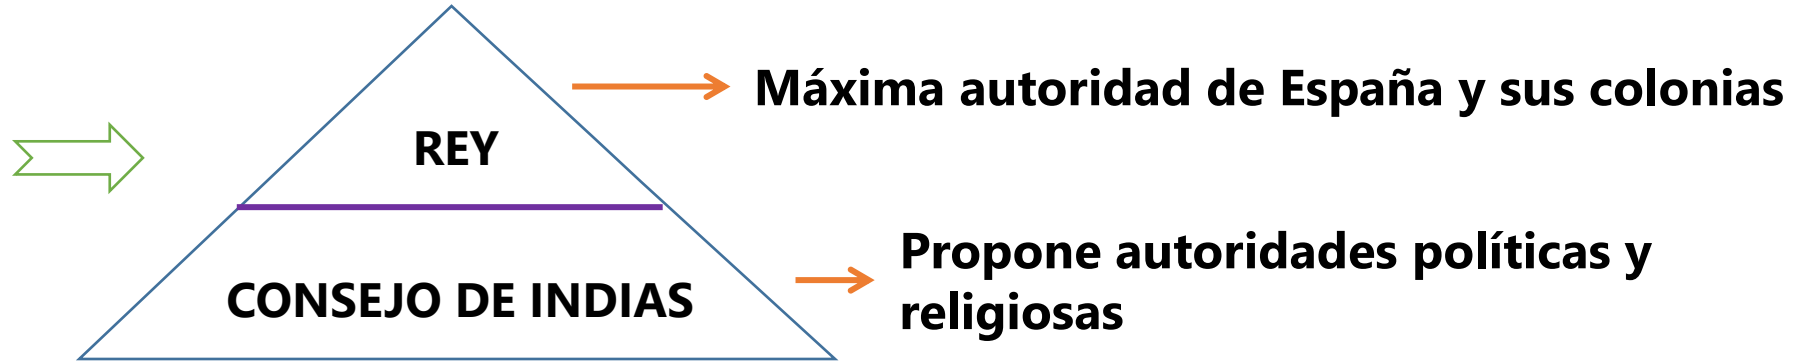 Máxima autoridad de España y sus colonias
REY
Propone autoridades políticas y
religiosas
CONSEJO DE INDIAS